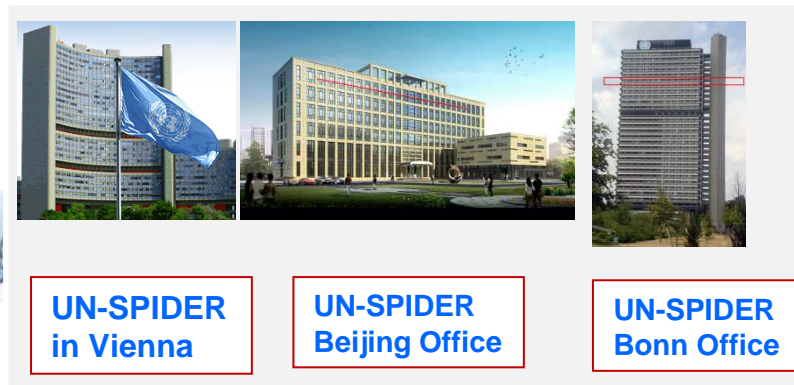 UN-SPIDER
in Vienna
UN-SPIDER
Beijing Office
UN-SPIDER
Bonn Office